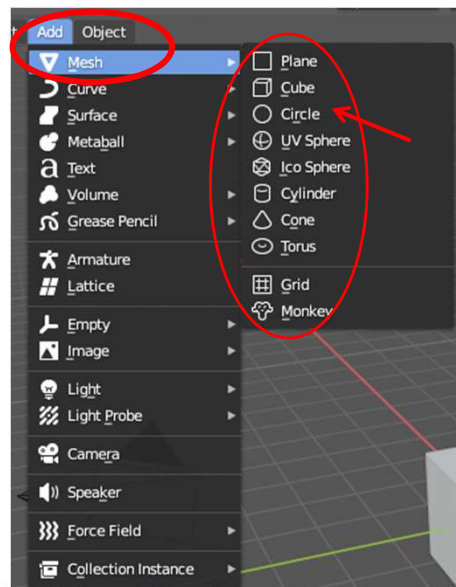 Add Object
Mesh
Curve
Surface
Metaball
Text
Volume
Grease Pencil
Armature
Lattice
Empty
Image
Light
Light Probe
Camera
Speaker
Force Field
Collection Instance
Plane
Cube
Circle
UV Sphere
Ico Sphere
Cylinder
Cone
Torus
Grid
Monkey